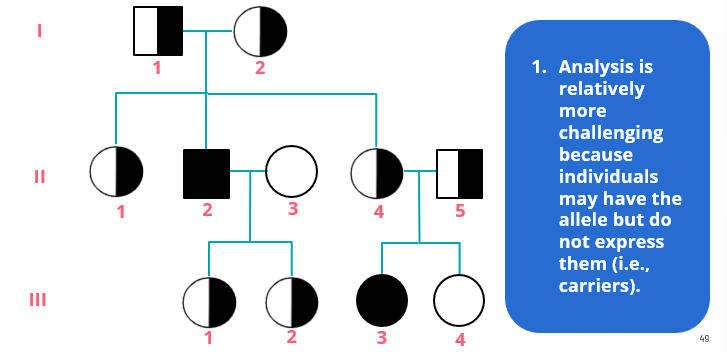 I
1 2
II
1 2 3 4 5
III
1 2 3 4
1. Analysis is
relatively
more
challenging
because
individuals
may have the
allele but do
not express
them (i.e.,
carriers).
49